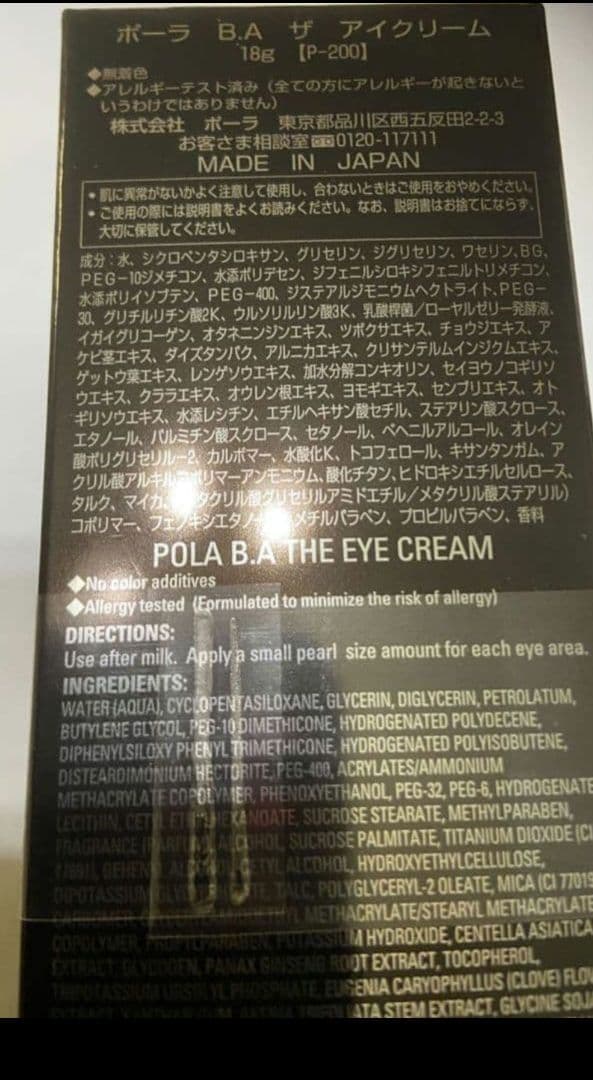 ポーラ B.A ザ アイクリーム
18g 【P-200】
◆無着色
◆アレルギーテスト済み（全ての方にアレルギーが起きないと
いうわけではありません）
株式会社 ポーラ 東京都品川区西五反田2-2-3
お客さま相談室 0120-117111
MADE IN JAPAN
・肌に異常がないかよく注意して使用し、合わないときはご使用をおやめください。
・ご使用の際には説明書をよくお読みください。なお、説明書はお捨てにならず、
大切に保管してください。
成分：水、シクロペンタシロキサン、グリセリン、ジグリセリン、ワセリン、BG、
PEG-10ジメチコン、水添ポリデセン、ジフェニルシロキシフェニルトリメチコン、
水添ポリイソブテン、PEG-400、ジステアルジモニウムヘクトライト、PEG-
30、グリチルリチン酸2K、ウルソリルリン酸3K、乳酸桿菌/ローヤルゼリー発酵液、
イガイグリコーゲン、オタネニンジンエキス、ツボクサエキス、チョウジエキス、ア
ケビ茎エキス、ダイズタンパク、アルニカエキス、クリサンテルムインジクムエキス、
ゲットウ葉エキス、レンゲソウエキス、加水分解コンキオリン、セイヨウノコギリソ
ウエキス、クララエキス、オウレン根エキス、ヨモギエキス、センブリエキス、オト
ギリソウエキス、水添レシチン、エチルヘキサン酸セチル、ステアリン酸スクロース、
エタノール、パルミチン酸スクロース、セタノール、ベヘニルアルコール、オレイン
酸ポリグリセリル-2、カルボマー、水酸化K、トコフェロール、キサンタンガム、ア
クリル酸アルキルコポリマーアンモニウム、酸化チタン、ヒドロキシエチルセルロース、
タルク、マイカ、メタクリル酸グリセリルアミドエチル/メタクリル酸ステアリル)
コポリマー、フェノキシエタノール、メチルパラベン、プロピルパラベン、香料
POLA B.A THE EYE CREAM
◆No color additives
◆Allergy tested (Formulated to minimize the risk of allergy)
DIRECTIONS:
Use after milk. Apply a small pearl size amount for each eye area.
INGREDIENTS:
WATER (AQUA), CYCLOPENTASILOXANE, GLYCERIN, DIGLYCERIN, PETROLATUM,
BUTYLENE GLYCOL, PEG-10 DIMETHICONE, HYDROGENATED POLYDECENE,
DIPHENYLSILOXY PHENYL TRIMETHICONE, HYDROGENATED POLYISOBUTENE,
DISTEARDIMONIUM HECTORITE, PEG-400, ACRYLATES/AMMONIUM
METHACRYLATE COPOLYMER, PHENOXYETHANOL, PEG-32, PEG-6, HYDROGENATE
LECITHIN, CETYL ETHYLHEXANOATE, SUCROSE STEARATE, METHYLPARABEN,
FRAGRANCE (PARFUM), ALCOHOL, SUCROSE PALMITATE, TITANIUM DIOXIDE (CI
ALCOHOL, CETYL ALCOHOL, HYDROXYETHYLCELLULOSE,
DIPOTASSIUM TALC, POLYGLYCERYL-2 OLEATE, MICA (CI 77019
CARBOMER, METHACRYLATE/STEARYL METHACRYLATE
COPOLYMER, PROPYLPARABEN, POTASSIUM HYDROXIDE, CENTELLA ASIATICA
EXTRACT, GLYCOGEN, PANAX GINSENG ROOT EXTRACT, TOCOPHEROL,
TRIPOTASSIUM URSOLYL PHOSPHATE, EUGENIA CARYOPHYLLUS (CLOVE) FLOW
EXTRACT, STEM EXTRACT, GLYCINE SOJA